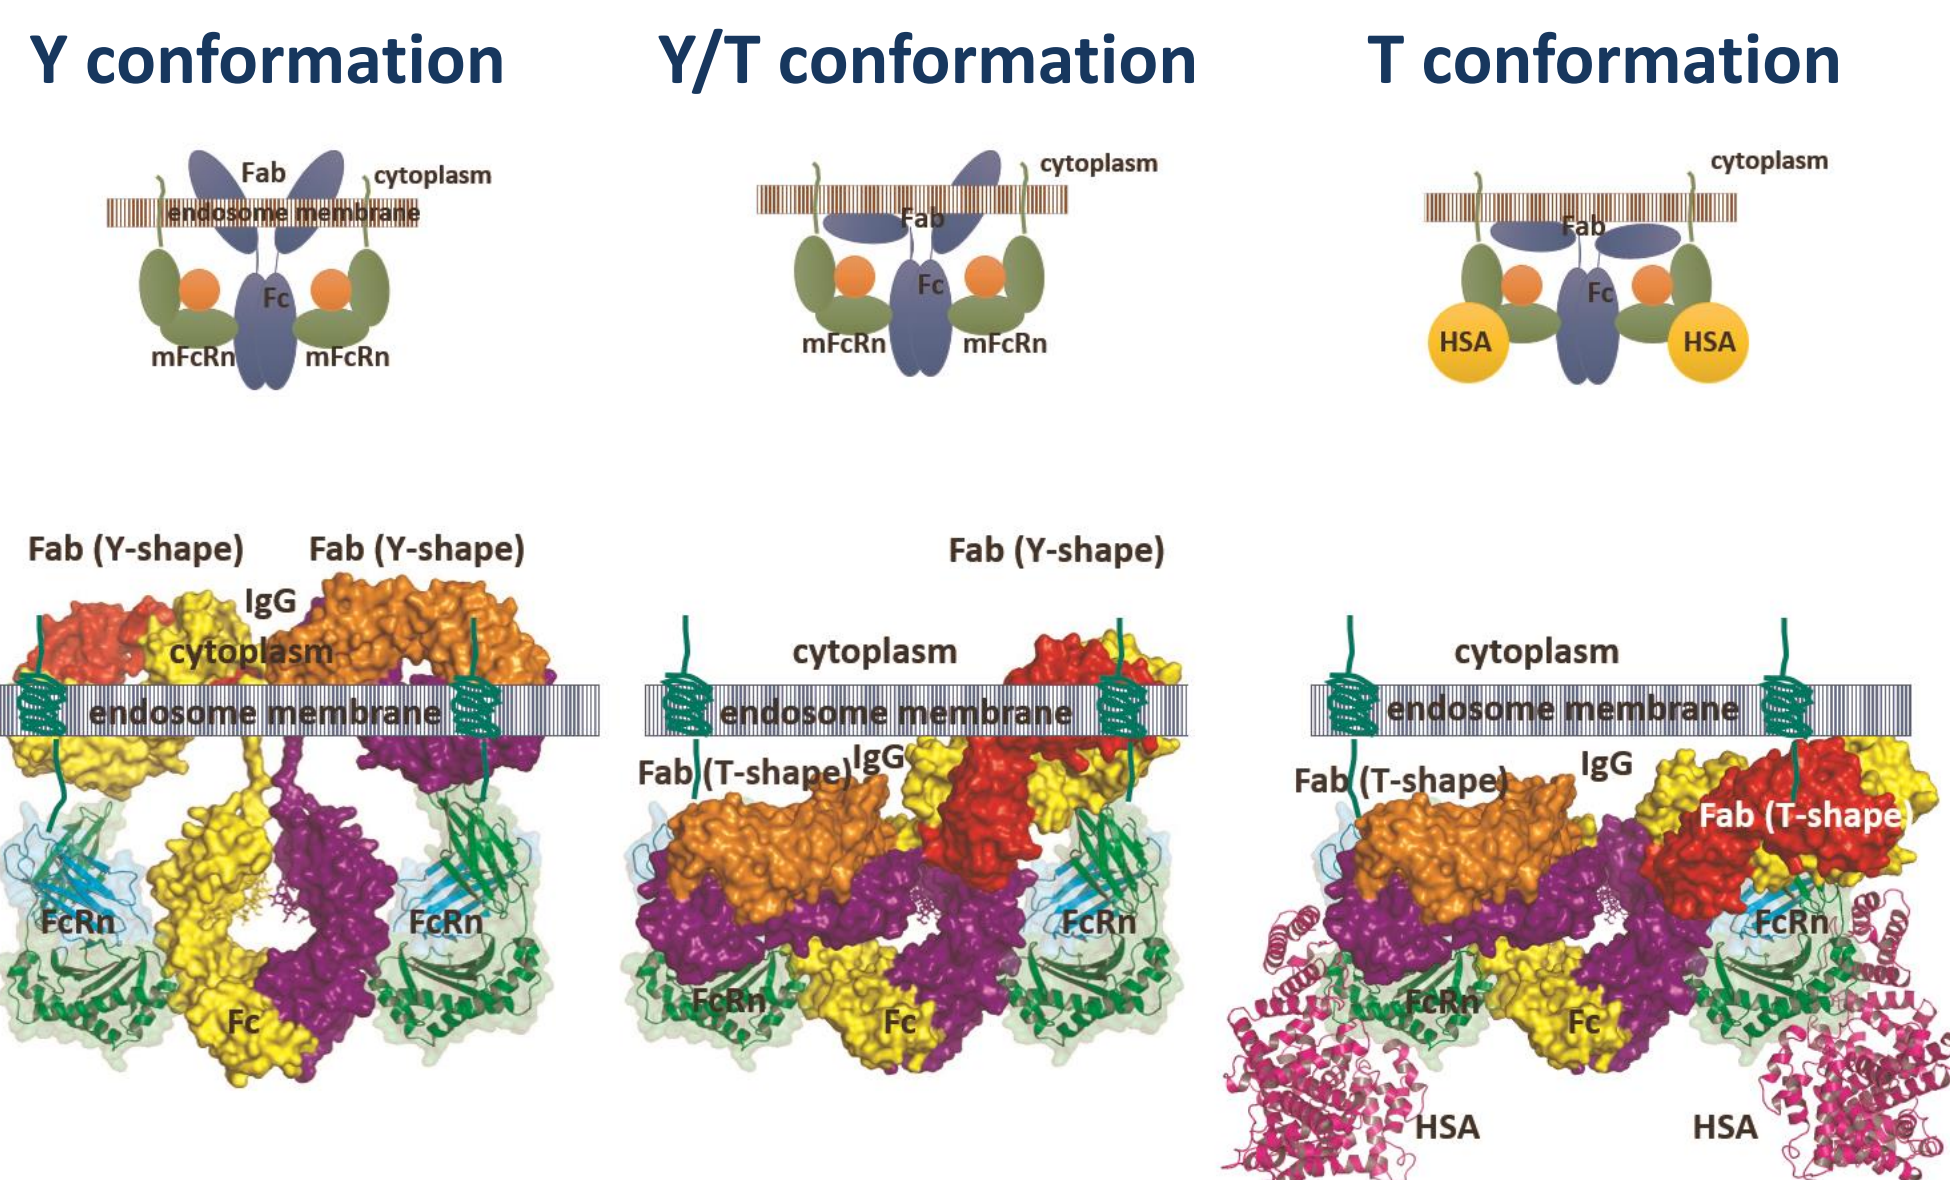 Y conformation
Y/T conformation
T conformation
Fab
cytoplasm
endosome membrane
Fc
mFcRn
mFcRn
cytoplasm
Fab
Fc
mFcRn
mFcRn
cytoplasm
Fab
Fc
HSA
HSA
Fab (Y-shape)
Fab (Y-shape)
IgG
cytoplasm
endosome membrane
FcRn
FcRn
Fc
Fab (Y-shape)
cytoplasm
endosome membrane
IgG
Fab (T-shape)
FcRn
FcRn
Fc
cytoplasm
endosome membrane
IgG
Fab (T-shape)
Fab (T-shape)
FcRn
FcRn
Fc
HSA
HSA